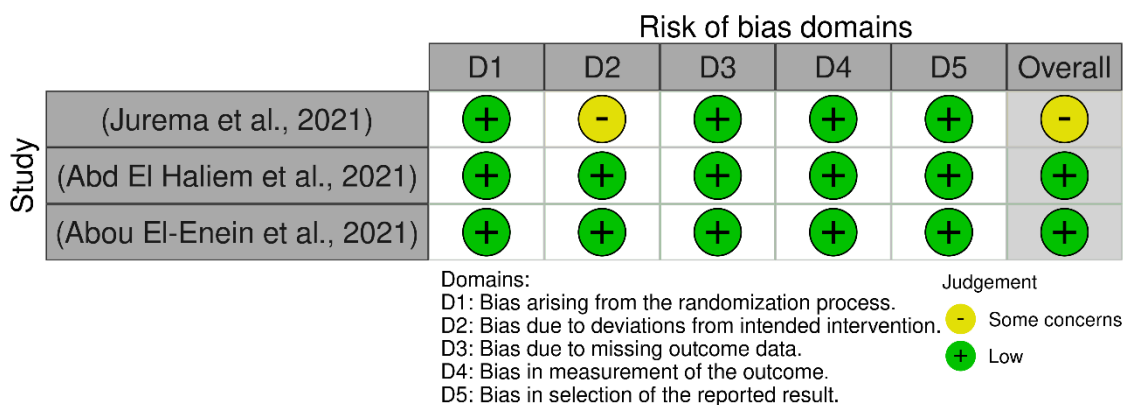 Risk of bias domains
D1 D2 D3 D4 D5 Overall
Study
(Jurema et al., 2021) + - + + + -
(Abd El Haliem et al., 2021) + + + + + +
(Abou El-Enein et al., 2021) + + + + + +
Domains:
D1: Bias arising from the randomization process.
D2: Bias due to deviations from intended intervention.
D3: Bias due to missing outcome data.
D4: Bias in measurement of the outcome.
D5: Bias in selection of the reported result.
Judgement
- Some concerns
+ Low